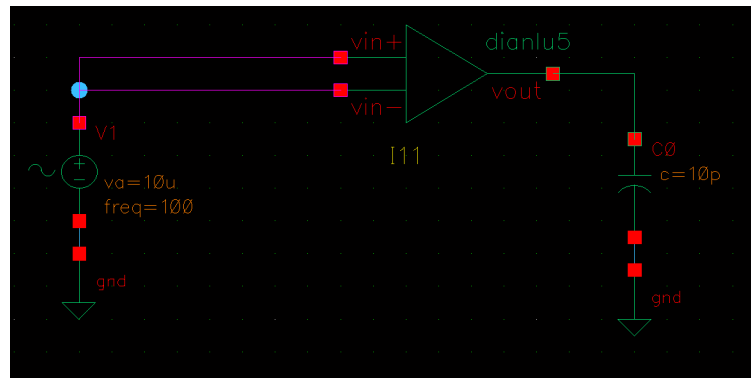 vin+
dianlu5
vin-
vout
V1
I11
C0
c=10p
va=10u
freq=100
gnd
gnd